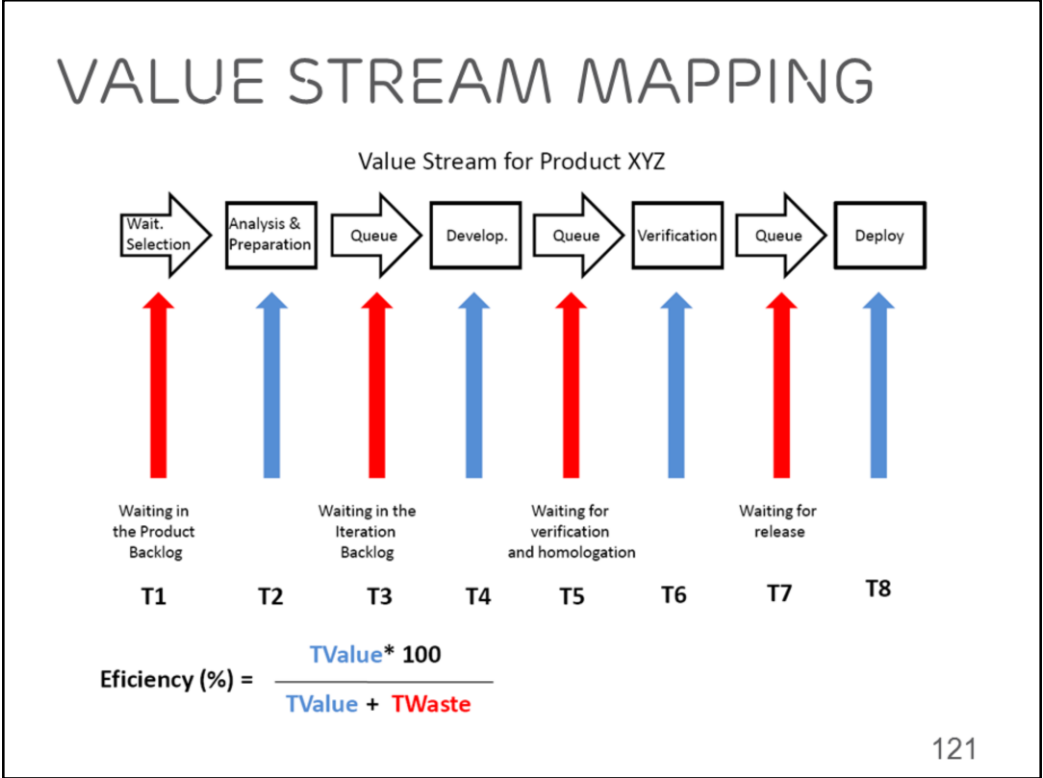 VALUE STREAM MAPPING
Value Stream for Product XYZ
Wait.
Selection
Analysis &
Preparation
Queue
Develop.
Queue
Verification
Queue
Deploy
Waiting in
the Product
Backlog
Waiting in the
Iteration
Backlog
Waiting for
verification
and homologation
Waiting for
release
T1 T2 T3 T4 T5 T6 T7 T8
TValue* 100
Eficiency (%) =
TValue + TWaste
121